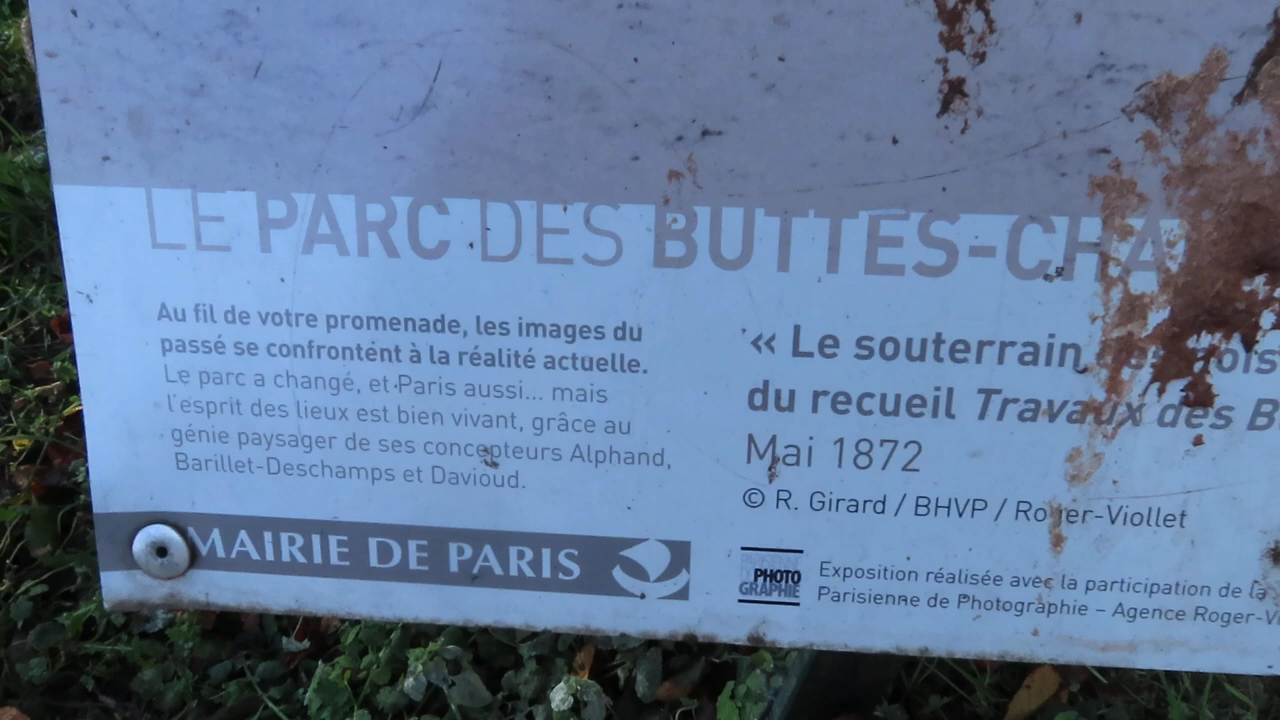 LE PARC DES BUTTES-CHA
Au fil de votre promenade, les images du
passé se confrontent à la réalité actuelle.
Le parc a changé, et Paris aussi... mais
l'esprit des lieux est bien vivant, grâce au
génie paysager de ses concepteurs Alphand,
Barillet-Deschamps et Davioud.
MAIRIE DE PARIS
« Le souterrain,
du recueil Travaux des B
Mai 1872
© R. Girard / BHVP / Roger-Viollet
PHOTO
GRAPHIE
Exposition réalisée avec la participation de la
Parisienne de Photographie – Agence Roger-V